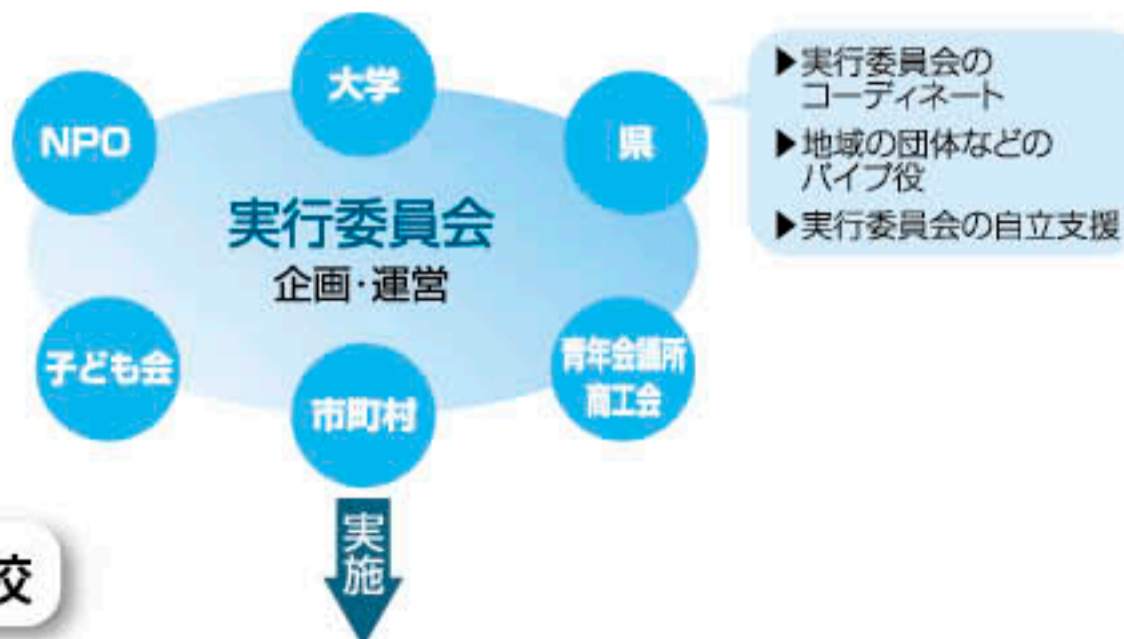 大学
NPO
県
実行委員会
企画・運営
子ども会
市町村
青年会議所
商工会
▶実行委員会の
コーディネート
▶地域の団体などの
パイプ役
▶実行委員会の自立支援
実施
校